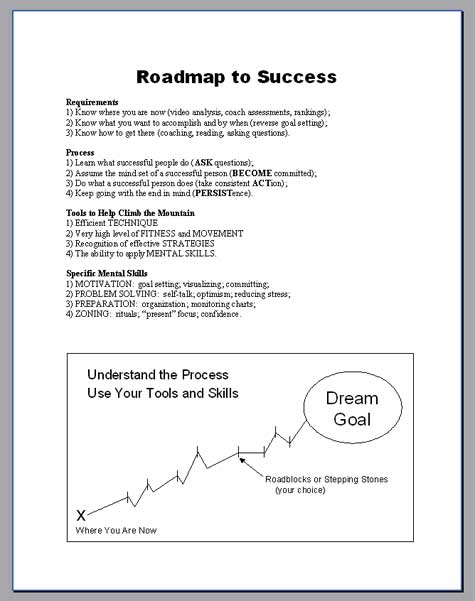 Roadmap to Success
Requirements
1) Know where you are now (video analysis, coach assessments, rankings);
2) Know what you want to accomplish and by when (reverse goal setting);
3) Know how to get there (coaching, reading, asking questions).
Process
1) Learn what successful people do (ASK questions);
2) Assume the mind set of a successful person (BECOME committed);
3) Do what a successful person does (take consistent ACTion);
4) Keep going with the end in mind (PERSISTence).
Tools to Help Climb the Mountain
1) Efficient TECHNIQUE
2) Very high level of FITNESS and MOVEMENT
3) Recognition of effective STRATEGIES
4) The ability to apply MENTAL SKILLS.
Specific Mental Skills
1) MOTIVATION: goal setting; visualizing; committing;
2) PROBLEM SOLVING: self-talk; optimism; reducing stress;
3) PREPARATION: organization; monitoring charts;
4) ZONING: rituals; “present” focus; confidence.
Understand the Process
Use Your Tools and Skills
Dream
Goal
Roadblocks or Stepping Stones
(your choice)
X
Where You Are Now